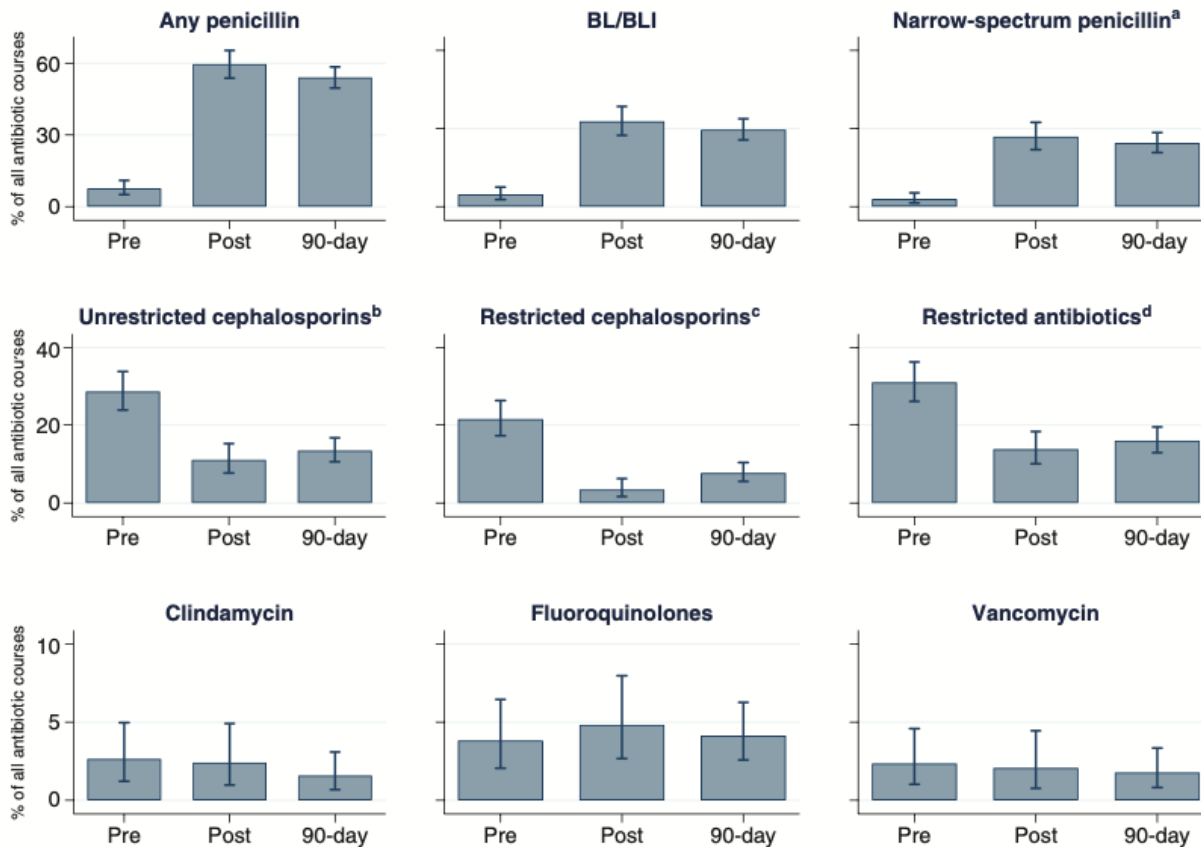 Any penicillin BL/BLI Narrow-spectrum penicillinᵃ
% of all antibiotic courses
60
30
0
Pre Post 90-day Pre Post 90-day Pre Post 90-day
Unrestricted cephalosporinsᵇ Restricted cephalosporinsᶜ Restricted antibioticsᵈ
% of all antibiotic courses
40
20
0
Pre Post 90-day Pre Post 90-day Pre Post 90-day
Clindamycin Fluoroquinolones Vancomycin
% of all antibiotic courses
10
5
0
Pre Post 90-day Pre Post 90-day Pre Post 90-day